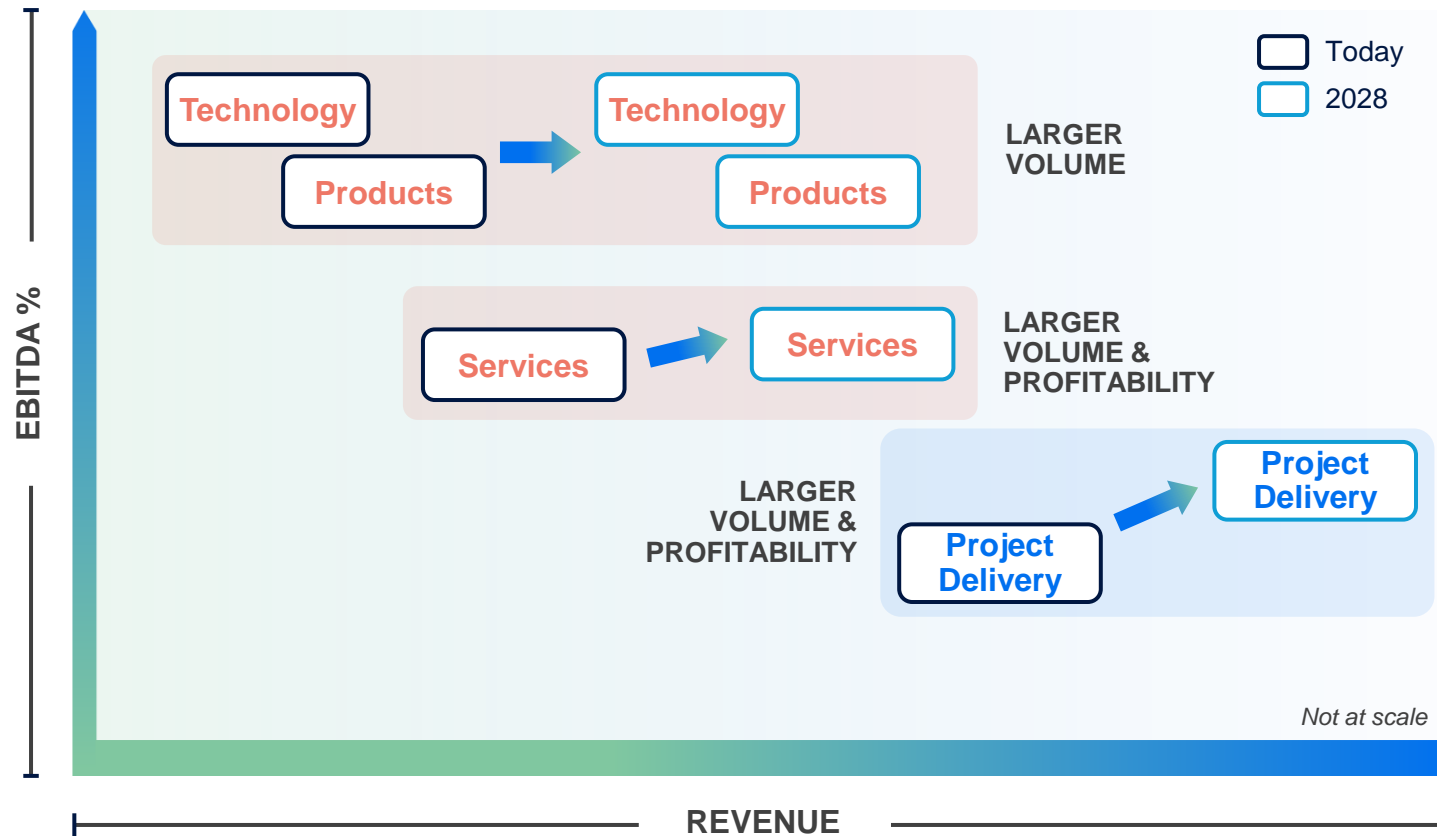 Today
2028
Technology
Technology
Products
Products
LARGER
VOLUME
EBITDA %
Services
Services
LARGER
VOLUME &
PROFITABILITY
LARGER
VOLUME &
PROFITABILITY
Project
Delivery
Project
Delivery
Not at scale
REVENUE